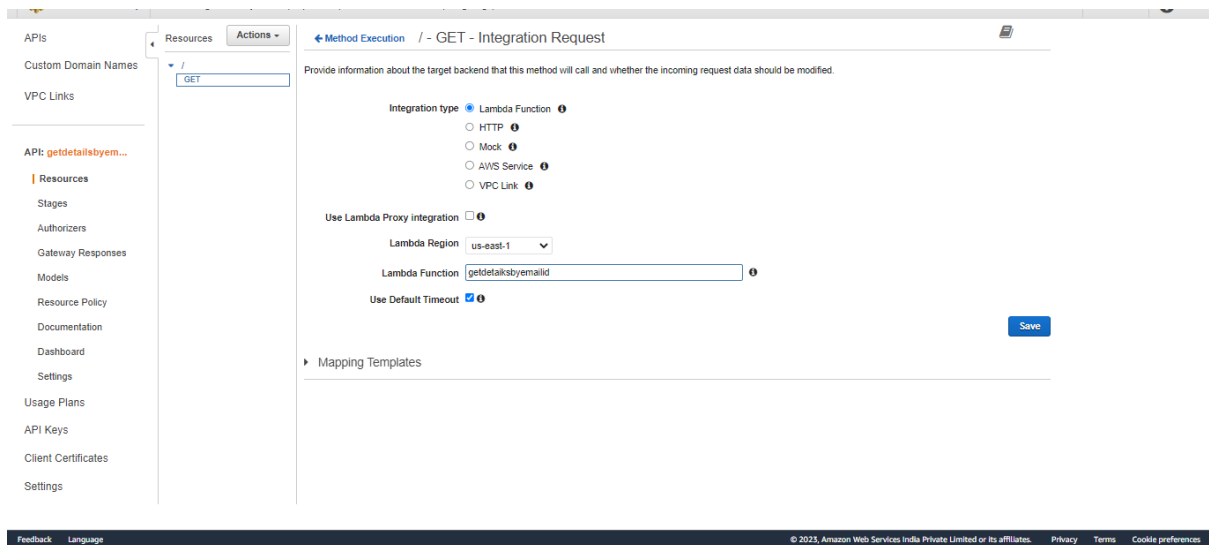 APIs
Custom Domain Names
VPC Links
API: getdetailsbyem...
Resources
Stages
Authorizers
Gateway Responses
Models
Resource Policy
Documentation
Dashboard
Settings
Usage Plans
API Keys
Client Certificates
Settings
Resources Actions
/
GET
Method Execution / - GET - Integration Request
Provide information about the target backend that this method will call and whether the incoming request data should be modified.
Integration type Lambda Function
HTTP
Mock
AWS Service
VPC Link
Use Lambda Proxy integration
Lambda Region us-east-1
Lambda Function getdetaiksbyemailid
Use Default Timeout
Save
Mapping Templates
Feedback Language © 2023, Amazon Web Services India Private Limited or its affiliates. Privacy Terms Cookie preferences